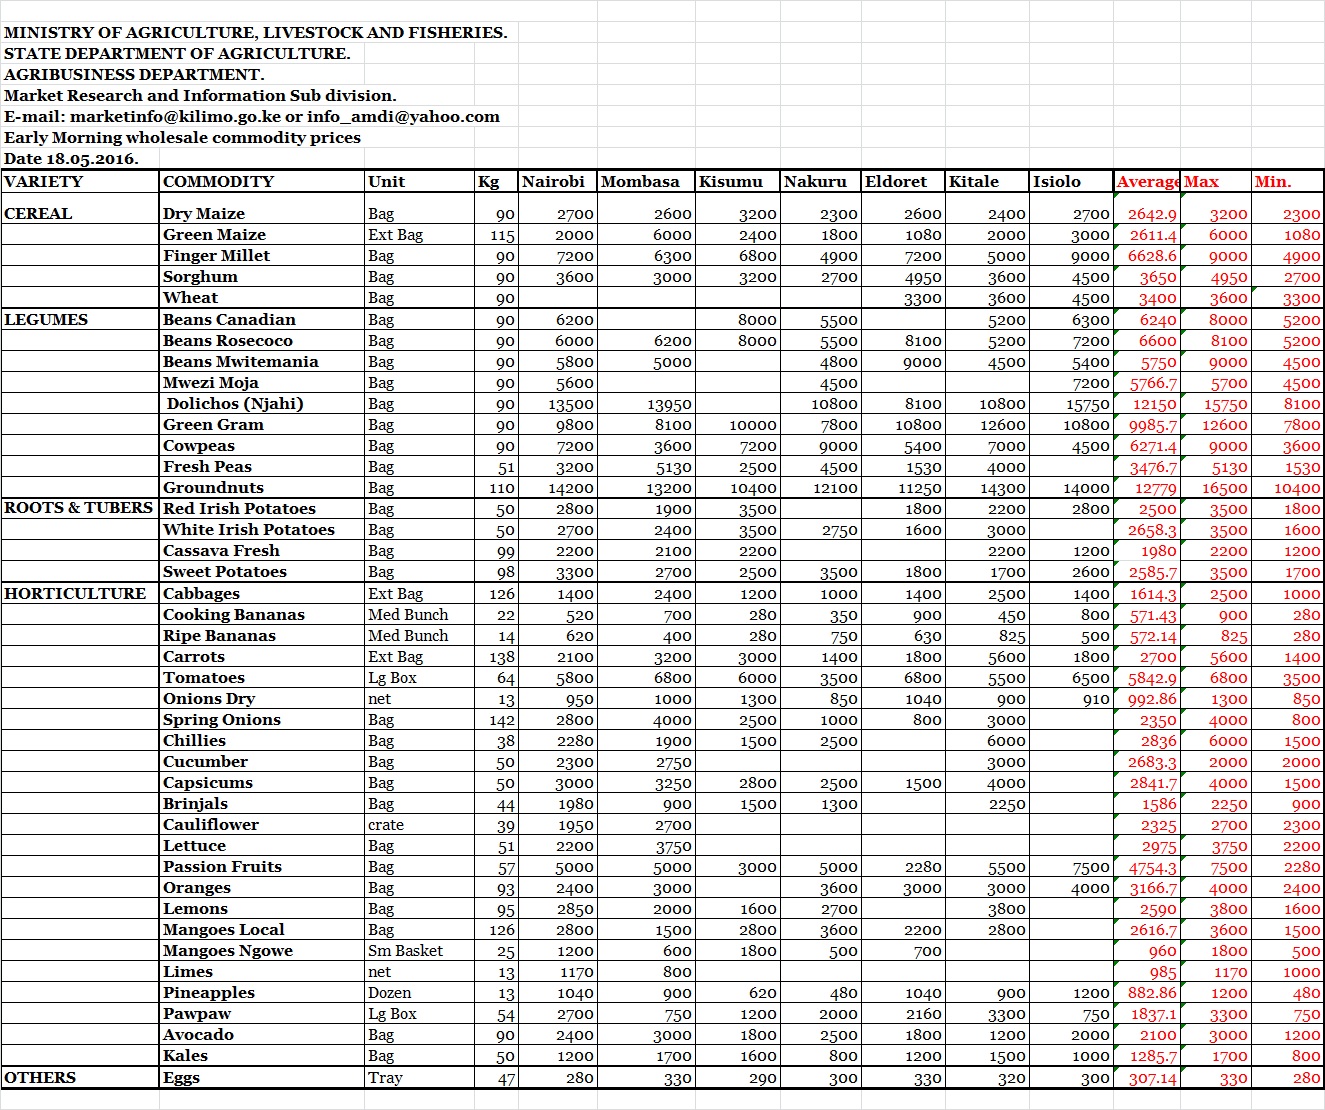 MINISTRY OF AGRICULTURE, LIVESTOCK AND FISHERIES.
STATE DEPARTMENT OF AGRICULTURE.
AGRIBUSINESS DEPARTMENT.
Market Research and Information Sub division.
E-mail: marketinfo@kilimo.go.ke or info_amdi@yahoo.com
Early Morning wholesale commodity prices
Date 18.05.2016.
VARIETY COMMODITY Unit Kg Nairobi Mombasa Kisumu Nakuru Eldoret Kitale Isiolo Average Max Min.
CEREAL Dry Maize Bag 90 2700 2600 3200 2300 2600 2400 2700 2642.9 3200 2300
Green Maize Ext Bag 115 2000 6000 2400 1800 1080 2000 3000 2611.4 6000 1080
Finger Millet Bag 90 7200 6300 6800 4900 7200 5000 9000 6628.6 9000 4900
Sorghum Bag 90 3600 3000 3200 2700 4950 3600 4500 3650 4950 2700
Wheat Bag 90 3300 3600 4500 3400 3600 3300
LEGUMES Beans Canadian Bag 90 6200 8000 5500 5200 6300 6240 8000 5200
Beans Rosecoco Bag 90 6000 6200 8000 5500 8100 5200 7200 6600 8100 5200
Beans Mwitemania Bag 90 5800 5000 4800 9000 4500 5400 5750 9000 4500
Mwezi Moja Bag 90 5600 4500 7200 5766.7 5700 4500
Dolichos (Njahi) Bag 90 13500 13950 10800 8100 10800 15750 12150 15750 8100
Green Gram Bag 90 9800 8100 10000 7800 10800 12600 10800 9985.7 12600 7800
Cowpeas Bag 90 7200 3600 7200 9000 5400 7000 4500 6271.4 9000 3600
Fresh Peas Bag 51 3200 5130 2500 4500 1530 4000 3476.7 5130 1530
Groundnuts Bag 110 14200 13200 10400 12100 11250 14300 14000 12779 16500 10400
ROOTS & TUBERS Red Irish Potatoes Bag 50 2800 1900 3500 1800 2200 2800 2500 3500 1800
White Irish Potatoes Bag 50 2700 2400 3500 2750 1600 3000 2658.3 3500 1600
Cassava Fresh Bag 99 2200 2100 2200 2200 1200 1980 2200 1200
Sweet Potatoes Bag 98 3300 2700 2500 3500 1800 1700 2600 2585.7 3500 1700
HORTICULTURE Cabbages Ext Bag 126 1400 2400 1200 1000 1400 2500 1400 1614.3 2500 1000
Cooking Bananas Med Bunch 22 520 700 280 350 900 450 800 571.43 900 280
Ripe Bananas Med Bunch 14 620 400 280 750 630 825 500 572.14 825 280
Carrots Ext Bag 138 2100 3200 3000 1400 1800 5600 1800 2700 5600 1400
Tomatoes Lg Box 64 5800 6800 6000 3500 6800 5500 6500 5842.9 6800 3500
Onions Dry net 13 950 1000 1300 850 1040 900 910 992.86 1300 850
Spring Onions Bag 142 2800 4000 2500 1000 800 3000 2350 4000 800
Chillies Bag 38 2280 1900 1500 2500 6000 2836 6000 1500
Cucumber Bag 50 2300 2750 3000 2683.3 2000 2000
Capsicums Bag 50 3000 3250 2800 2500 1500 4000 2841.7 4000 1500
Brinjals Bag 44 1980 900 1500 1300 2250 1586 2250 900
Cauliflower crate 39 1950 2700 2325 2700 2300
Lettuce Bag 51 2200 3750 2975 3750 2200
Passion Fruits Bag 57 5000 5000 3000 5000 2280 5500 7500 4754.3 7500 2280
Oranges Bag 93 2400 3000 3600 3000 3000 4000 3166.7 4000 2400
Lemons Bag 95 2850 2000 1600 2700 3800 2590 3800 1600
Mangoes Local Bag 126 2800 1500 2800 3600 2200 2800 2616.7 3600 1500
Mangoes Ngowe Sm Basket 25 1200 600 1800 500 700 960 1800 500
Limes net 13 1170 800 985 1170 1000
Pineapples Dozen 13 1040 900 620 480 1040 900 1200 882.86 1200 480
Pawpaw Lg Box 54 2700 750 1200 2000 2160 3300 750 1837.1 3300 750
Avocado Bag 90 2400 3000 1800 2500 1800 1200 2000 2100 3000 1200
Kales Bag 50 1200 1700 1600 800 1200 1500 1000 1285.7 1700 800
OTHERS Eggs Tray 47 280 330 290 300 330 320 300 307.14 330 280